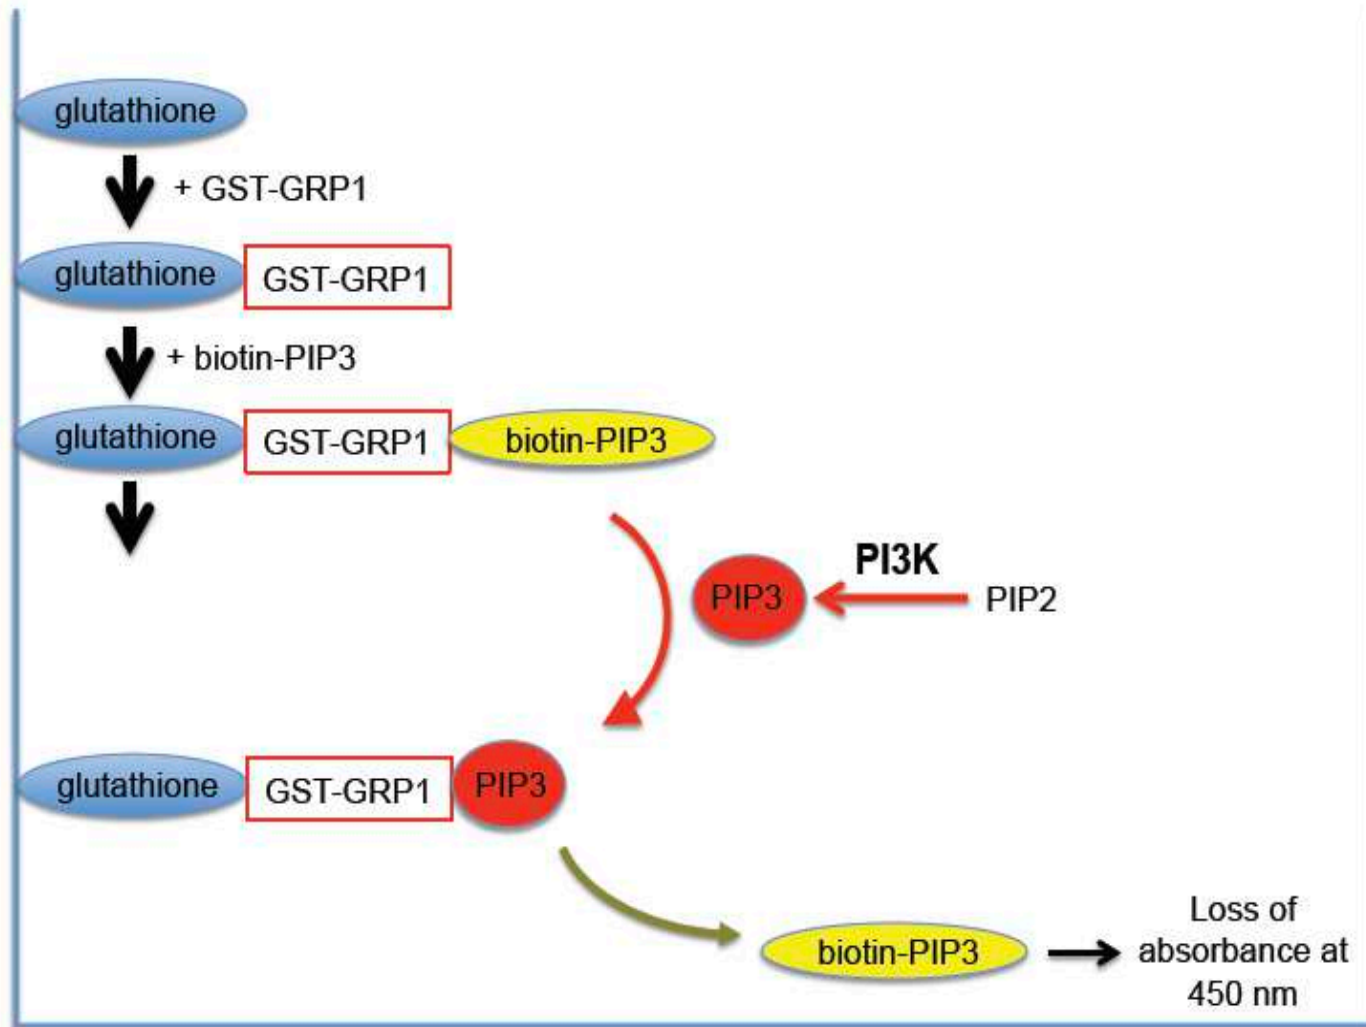 glutathione
+ GST-GRP1
glutathione
GST-GRP1
+ biotin-PIP3
glutathione
GST-GRP1
biotin-PIP3
PI3K
PIP3
PIP2
glutathione
GST-GRP1
PIP3
biotin-PIP3
Loss of
absorbance at
450 nm